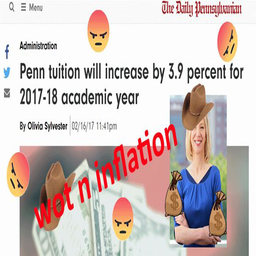 Menu
The Daily Pennsylvanian
Administration
Penn tuition will increase by 3.9 percent for
2017-18 academic year
By Olivia Sylvester | 02/16/17 11:41pm
wot n inflation
$
$